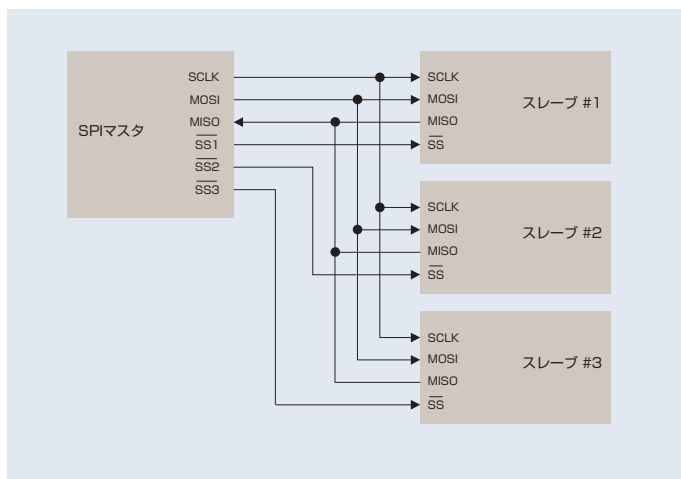 SPIマスタ
SCLK
MOSI
MISO
SS1
SS2
SS3
SCLK
MOSI
MISO
SS
スレーブ #1
SCLK
MOSI
MISO
SS
スレーブ #2
SCLK
MOSI
MISO
SS
スレーブ #3